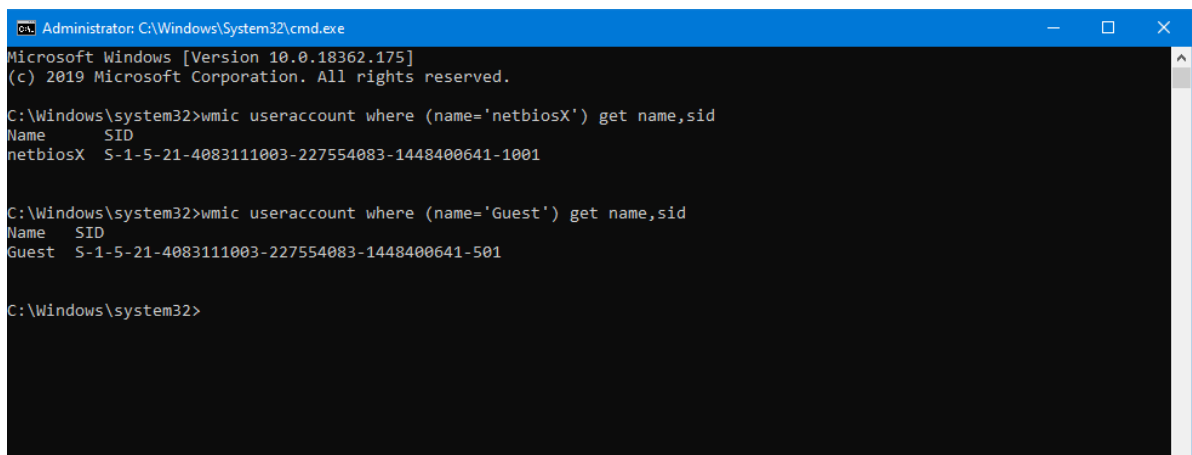 Administrator: C:\Windows\System32\cmd.exe
Microsoft Windows [Version 10.0.18362.175]
(c) 2019 Microsoft Corporation. All rights reserved.
C:\Windows\system32>wmic useraccount where (name='netbiosX') get name,sid
Name      SID
netbiosX  S-1-5-21-4083111003-227554083-1448400641-1001
C:\Windows\system32>wmic useraccount where (name='Guest') get name,sid
Name   SID
Guest  S-1-5-21-4083111003-227554083-1448400641-501
C:\Windows\system32>